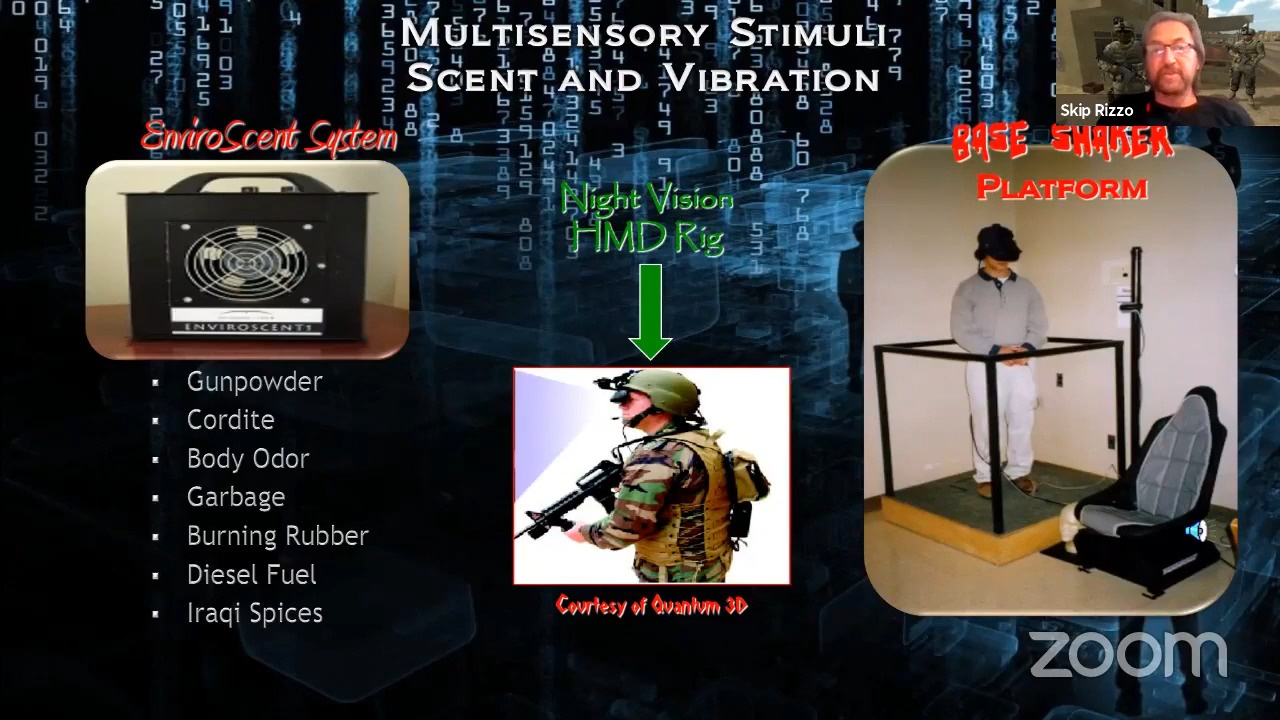 MULTISENSORY STIMULI
SCENT AND VIBRATION
Skip Rizzo
EnviroScent System
ENVIROSCENT1
Gunpowder
Cordite
Body Odor
Garbage
Burning Rubber
Diesel Fuel
Iraqi Spices
Night Vision
HMD Rig
Courtesy of Quantum 3D
BASE SHAKER
PLATFORM
zoom